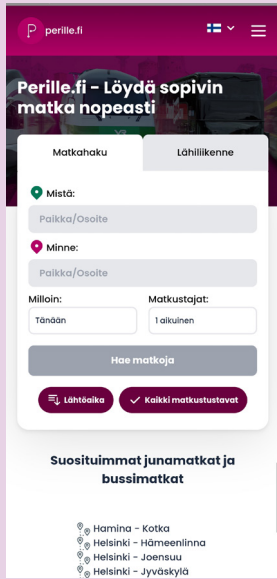 perille.fi
Perille.fi - Löydä sopivin
matka nopeasti
Matkahaku
Lähiliikenne
Mistä:
Paikka/Osoite
Minne:
Paikka/Osoite
Milloin:
Matkustajat:
Tänään
1 aikuinen
Hae matkoja
Lähtöaika
Kaikki matkustustavat
Suosituimmat junamatkat ja
bussimatkat
Hamina - Kotka
Helsinki - Hämeenlinna
Helsinki - Joensuu
Helsinki - Jyväskylä